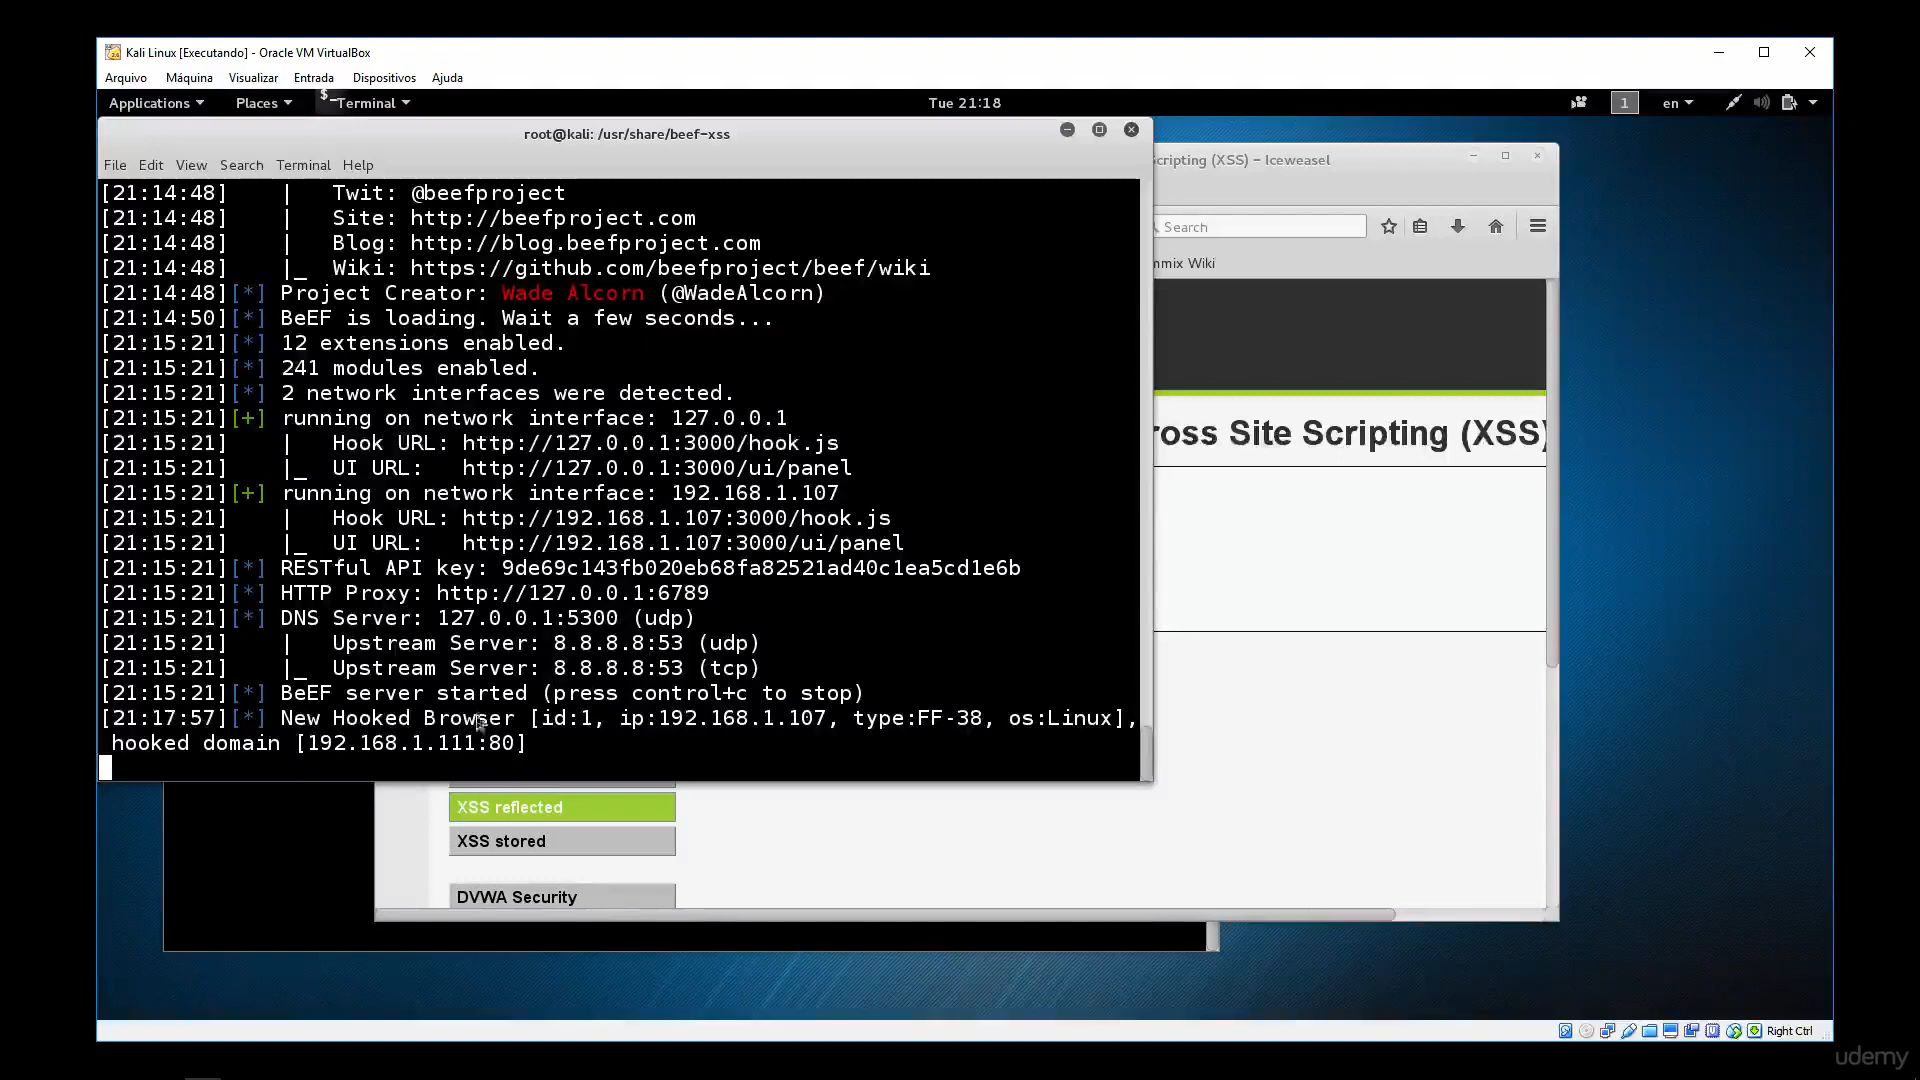 Kali Linux [Executando] - Oracle VM VirtualBox
Arquivo Máquina Visualizar Entrada Dispositivos Ajuda
Applications Places $_ Terminal Tue 21:18 1 en
root@kali: /usr/share/beef-xss
File Edit View Search Terminal Help
[21:14:48] | Twit: @beefproject
[21:14:48] | Site: http://beefproject.com
[21:14:48] | Blog: http://blog.beefproject.com
[21:14:48] |_ Wiki: https://github.com/beefproject/beef/wiki
[21:14:48][*] Project Creator: Wade Alcorn (@WadeAlcorn)
[21:14:50][*] BeEF is loading. Wait a few seconds...
[21:15:21][*] 12 extensions enabled.
[21:15:21][*] 241 modules enabled.
[21:15:21][*] 2 network interfaces were detected.
[21:15:21][+] running on network interface: 127.0.0.1
[21:15:21] | Hook URL: http://127.0.0.1:3000/hook.js
[21:15:21] |_ UI URL: http://127.0.0.1:3000/ui/panel
[21:15:21][+] running on network interface: 192.168.1.107
[21:15:21] | Hook URL: http://192.168.1.107:3000/hook.js
[21:15:21] |_ UI URL: http://192.168.1.107:3000/ui/panel
[21:15:21][*] RESTful API key: 9de69c143fb020eb68fa82521ad40c1ea5cd1e6b
[21:15:21][*] HTTP Proxy: http://127.0.0.1:6789
[21:15:21][*] DNS Server: 127.0.0.1:5300 (udp)
[21:15:21] | Upstream Server: 8.8.8.8:53 (udp)
[21:15:21] |_ Upstream Server: 8.8.8.8:53 (tcp)
[21:15:21][*] BeEF server started (press control+c to stop)
[21:17:57][*] New Hooked Browser [id:1, ip:192.168.1.107, type:FF-38, os:Linux],
hooked domain [192.168.1.111:80]
cripting (XSS) - Iceweasel
Search
mmix Wiki
ross Site Scripting (XSS)
XSS reflected
XSS stored
DVWA Security
Right Ctrl
udemy